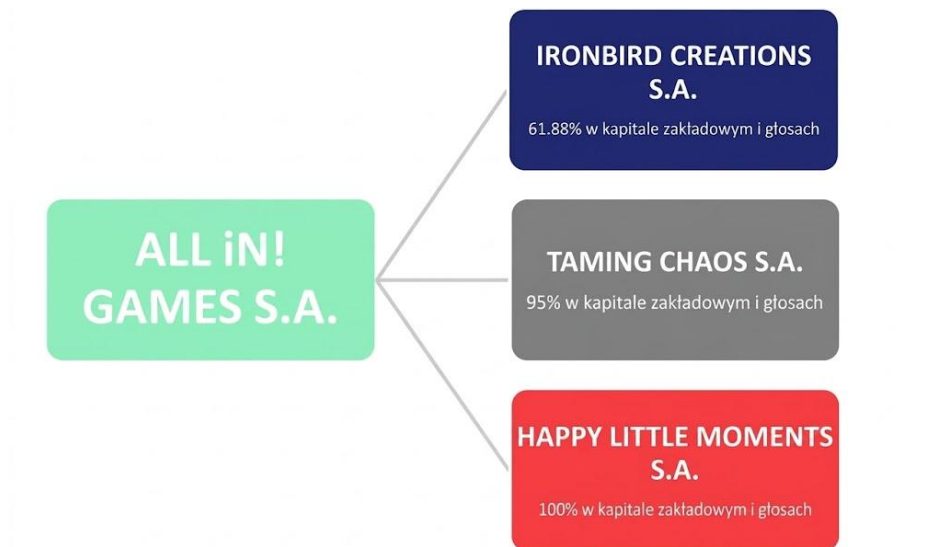 ALL iN!
GAMES S.A.
IRONBIRD CREATIONS
S.A.
61.88% w kapitale zakładowym i głosach
TAMING CHAOS S.A.
95% w kapitale zakładowym i głosach
HAPPY LITTLE MOMENTS
S.A.
100% w kapitale zakładowym i głosach